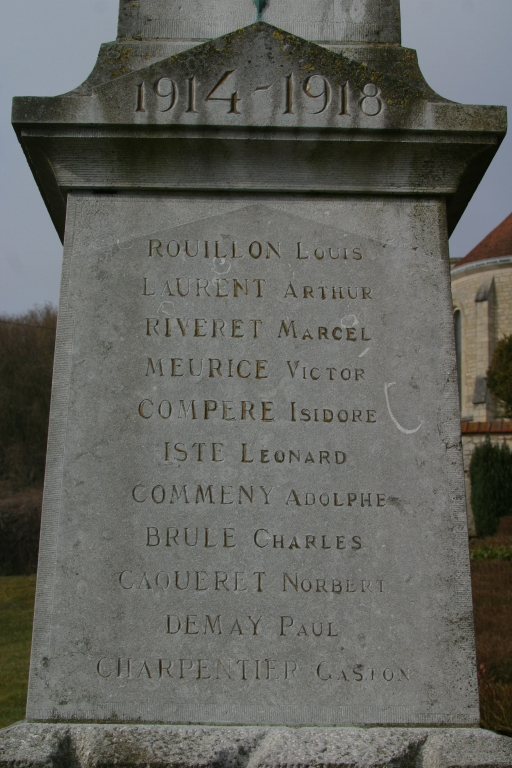 1914-1918
ROUILLON LOUIS
LAURENT ARTHUR
RIVERET MARCEL
MEURICE VICTOR
COMPERE ISIDORE
ISTE LEONARD
COMMENY ADOLPHE
BRULE CHARLES
CAQUERET NORBERT
DEMAY PAUL
CHARPENTIER GASTON